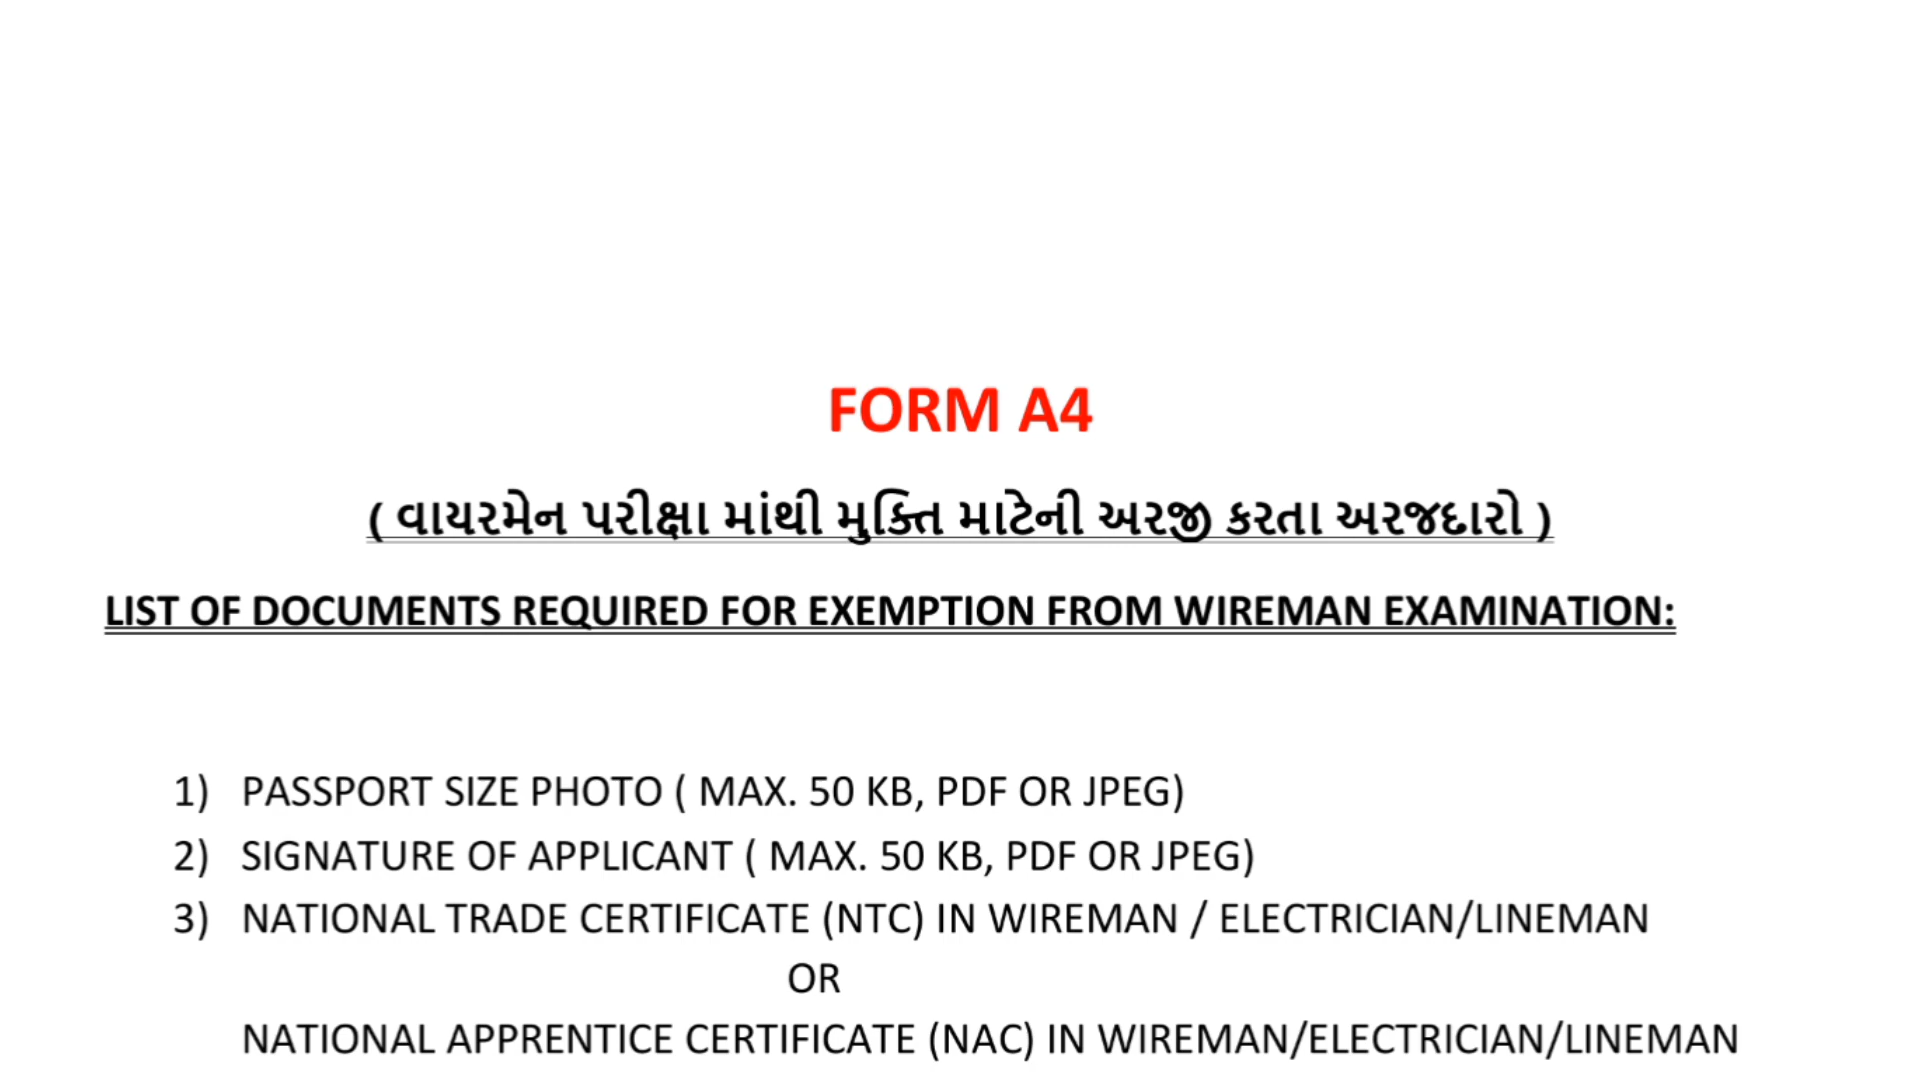 FORM A4
( વાયરમેન પરીક્ષા માંથી મુક્તિ માટેની અરજી કરતા અરજદારો )
LIST OF DOCUMENTS REQUIRED FOR EXEMPTION FROM WIREMAN EXAMINATION:
1) PASSPORT SIZE PHOTO ( MAX. 50 KB, PDF OR JPEG)
2) SIGNATURE OF APPLICANT ( MAX. 50 KB, PDF OR JPEG)
3) NATIONAL TRADE CERTIFICATE (NTC) IN WIREMAN / ELECTRICIAN/LINEMAN
OR
NATIONAL APPRENTICE CERTIFICATE (NAC) IN WIREMAN/ELECTRICIAN/LINEMAN